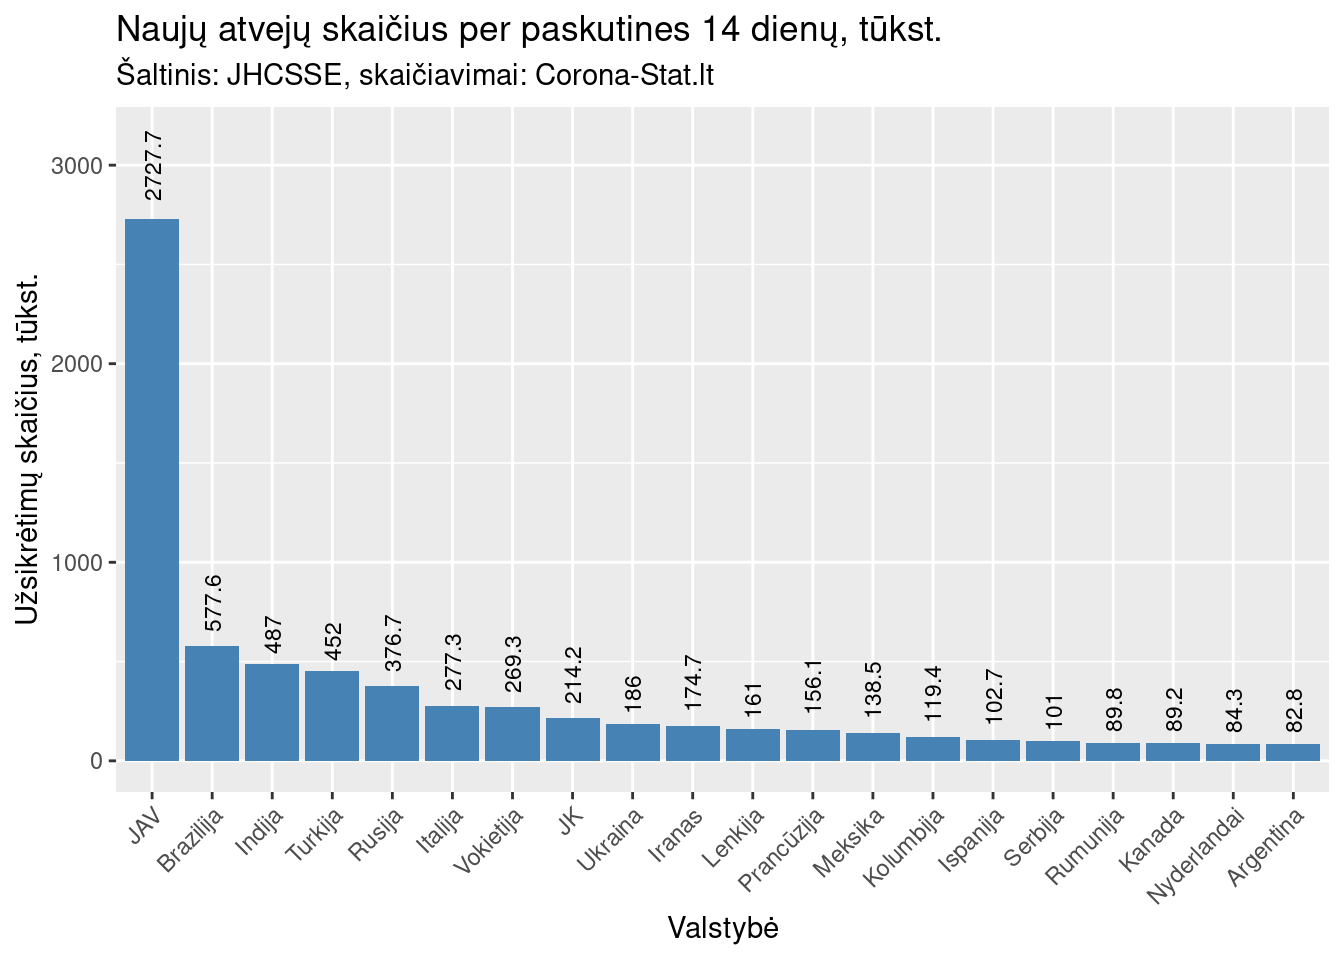 Naujų atvejų skaičius per paskutines 14 dienų, tūkst.
Šaltinis: JHCSSE, skaičiavimai: Corona-Stat.lt
Užsikrėtimų skaičius, tūkst.
3000
2000
1000
0
2727.7
577.6
487
452
376.7
277.3
269.3
214.2
186
174.7
161
156.1
138.5
119.4
102.7
101
89.8
89.2
84.3
82.8
JAV
Brazilija
Indija
Turkija
Rusija
Italija
Vokietija
JK
Ukraina
Iranas
Lenkija
Prancūzija
Meksika
Kolumbija
Ispanija
Serbija
Rumunija
Kanada
Nyderlandai
Argentina
Valstybė